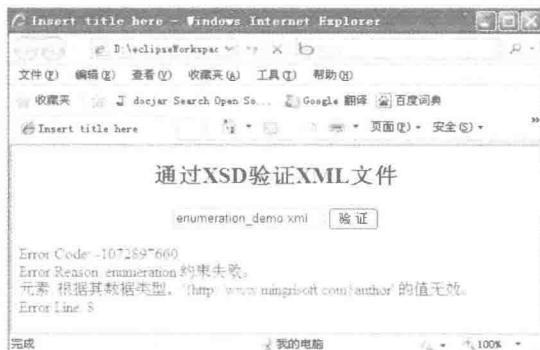 Insert title here - Windows Internet Explorer
D:\eclipseWorkspac
文件(F) 编辑(E) 查看(V) 收藏夹(A) 工具(T) 帮助(H)
收藏夹 docjar Search Open So... Google 翻译 百度词典
Insert title here 页面(P) 安全(S) »
通过XSD验证XML文件
enumeration_demo.xml 验 证
Error Code: -1072897660
Error Reason: enumeration 约束失败。
元素 根据其数据类型， '{http://www.mingrisoft.com}author' 的值无效。
Error Line: 8
完成 我的电脑 100%